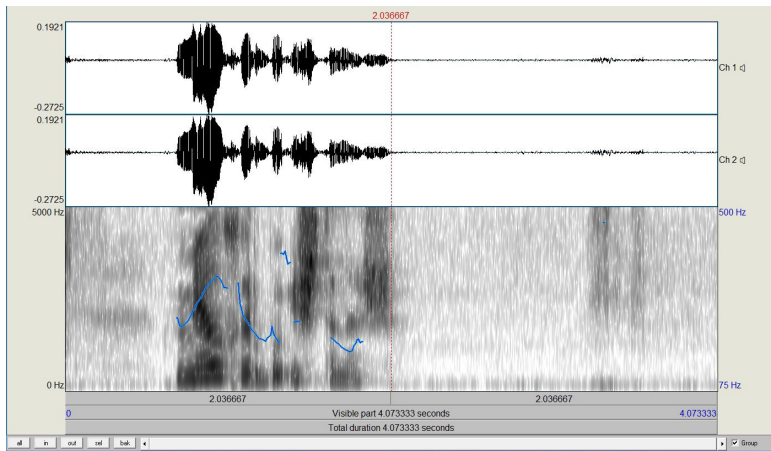 2.036667
0.1921
Ch 1
-0.2725
0.1921
Ch 2
-0.2725
5000 Hz 500 Hz
0 Hz 75 Hz
2.036667 2.036667
0 Visible part 4.073333 seconds 4.073333
Total duration 4.073333 seconds
all in out sel bak Group